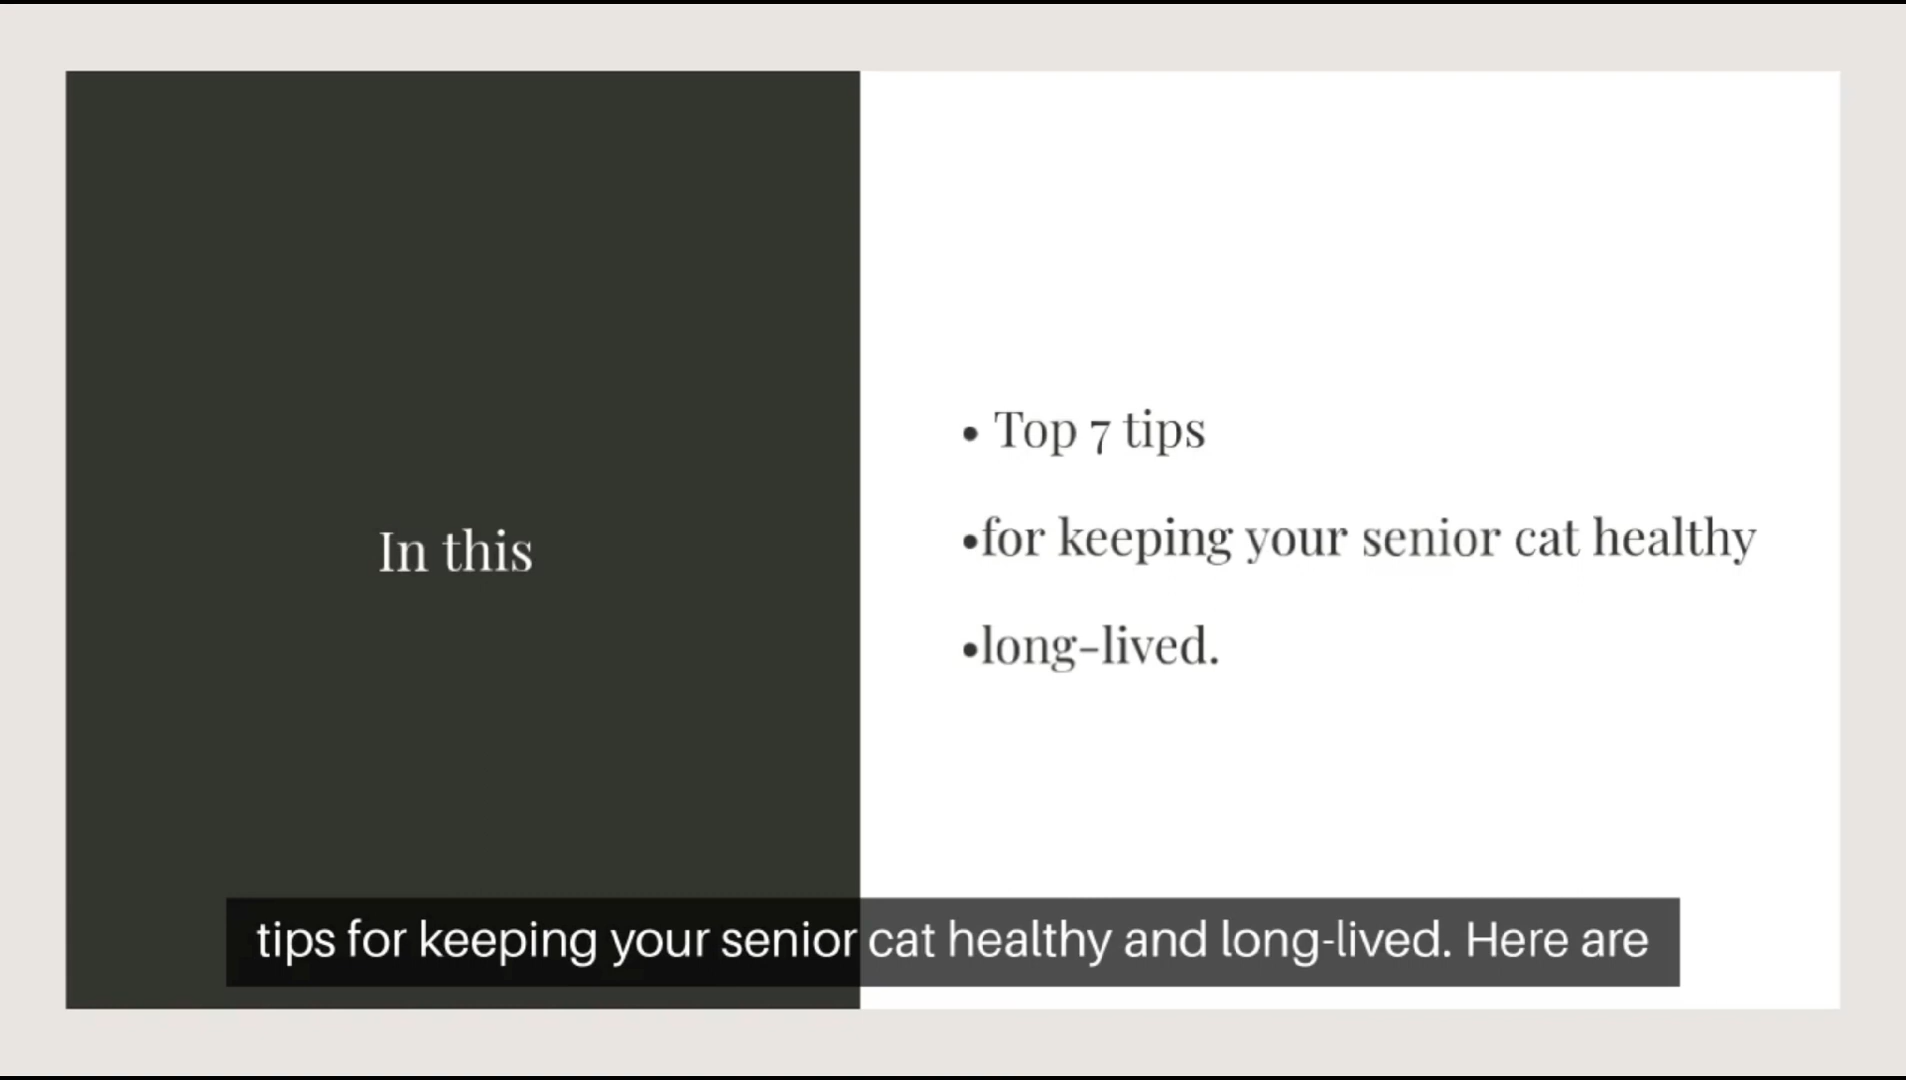 In this
• Top 7 tips
•for keeping your senior cat healthy
•long-lived.
tips for keeping your senior cat healthy and long-lived. Here are